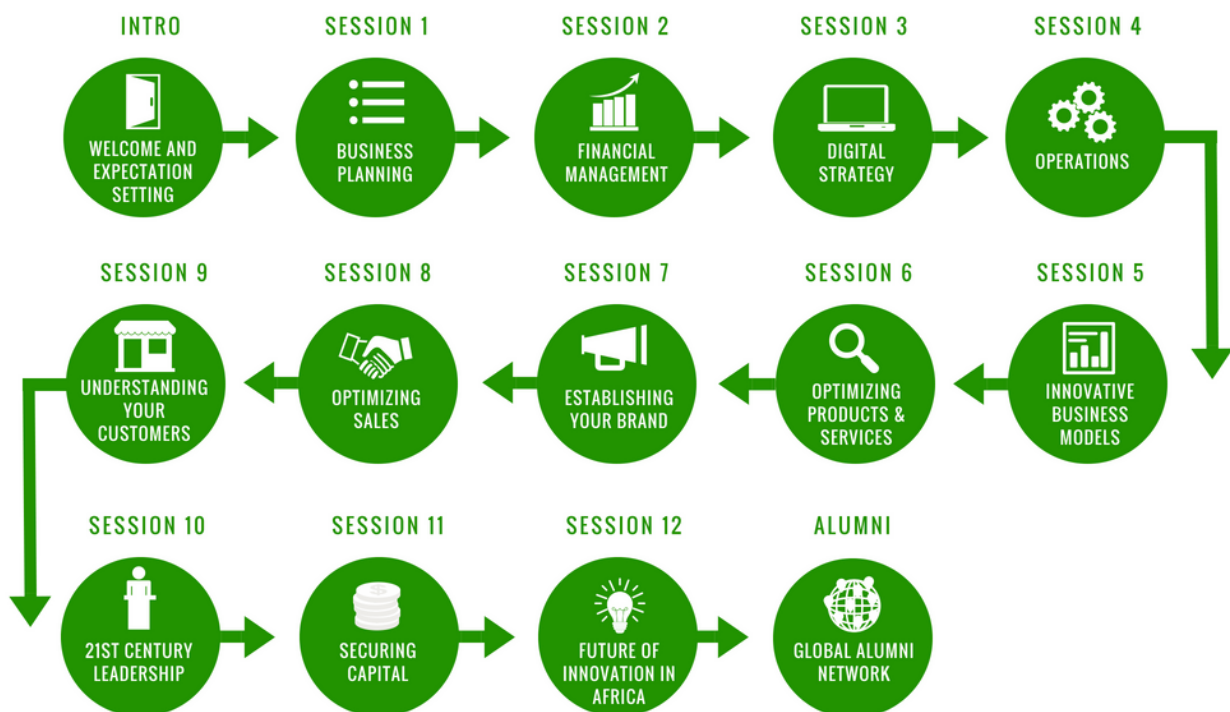 INTRO
WELCOME AND
EXPECTATION
SETTING
SESSION 1
BUSINESS
PLANNING
SESSION 2
FINANCIAL
MANAGEMENT
SESSION 3
DIGITAL
STRATEGY
SESSION 4
OPERATIONS
SESSION 5
INNOVATIVE
BUSINESS
MODELS
SESSION 6
OPTIMIZING
PRODUCTS &
SERVICES
SESSION 7
ESTABLISHING
YOUR BRAND
SESSION 8
OPTIMIZING
SALES
SESSION 9
UNDERSTANDING
YOUR
CUSTOMERS
SESSION 10
21ST CENTURY
LEADERSHIP
SESSION 11
$
SECURING
CAPITAL
SESSION 12
FUTURE OF
INNOVATION IN
AFRICA
ALUMNI
GLOBAL ALUMNI
NETWORK